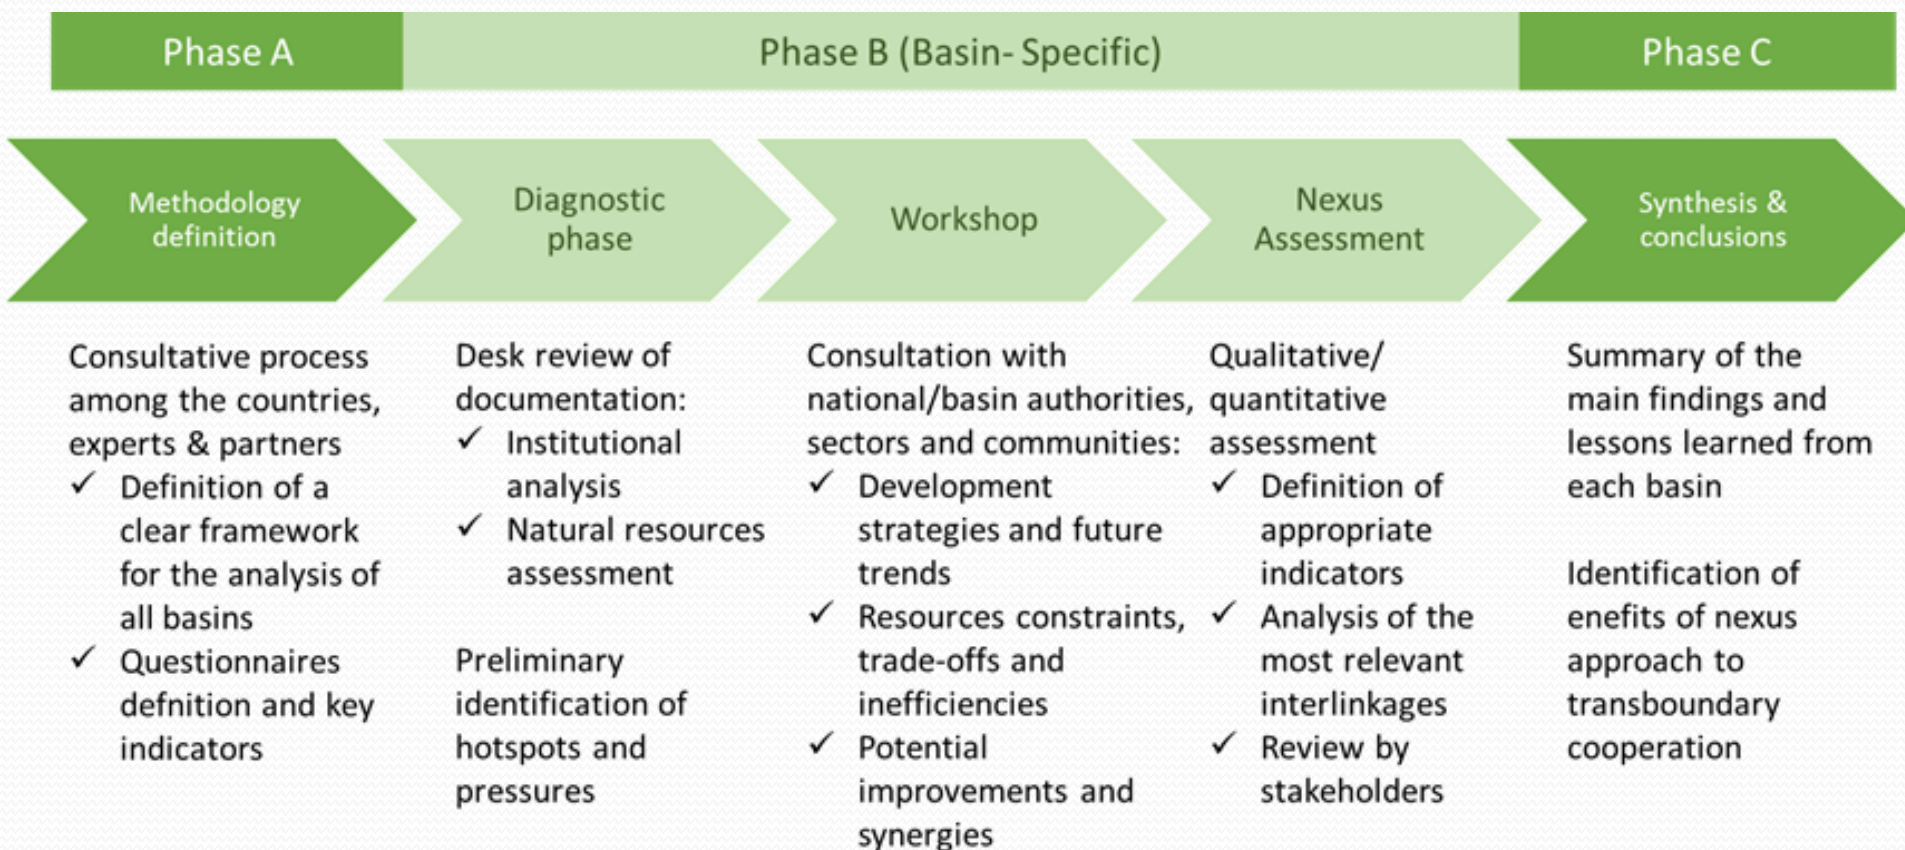 Phase A
Phase B (Basin- Specific)
Phase C
Methodology
definition
Diagnostic
phase
Workshop
Nexus
Assessment
Synthesis &
conclusions
Consultative process
among the countries,
experts & partners
✓ Definition of a
clear framework
for the analysis of
all basins
✓ Questionnaires
defnition and key
indicators
Desk review of
documentation:
✓ Institutional
analysis
✓ Natural resources
assessment
Preliminary
identification of
hotspots and
pressures
Consultation with
national/basin authorities,
sectors and communities:
✓ Development
strategies and future
trends
✓ Resources constraints,
trade-offs and
inefficiencies
✓ Potential
improvements and
synergies
Qualitative/
quantitative
assessment
✓ Definition of
appropriate
indicators
✓ Analysis of the
most relevant
interlinkages
✓ Review by
stakeholders
Summary of the
main findings and
lessons learned from
each basin
Identification of
enefits of nexus
approach to
transboundary
cooperation